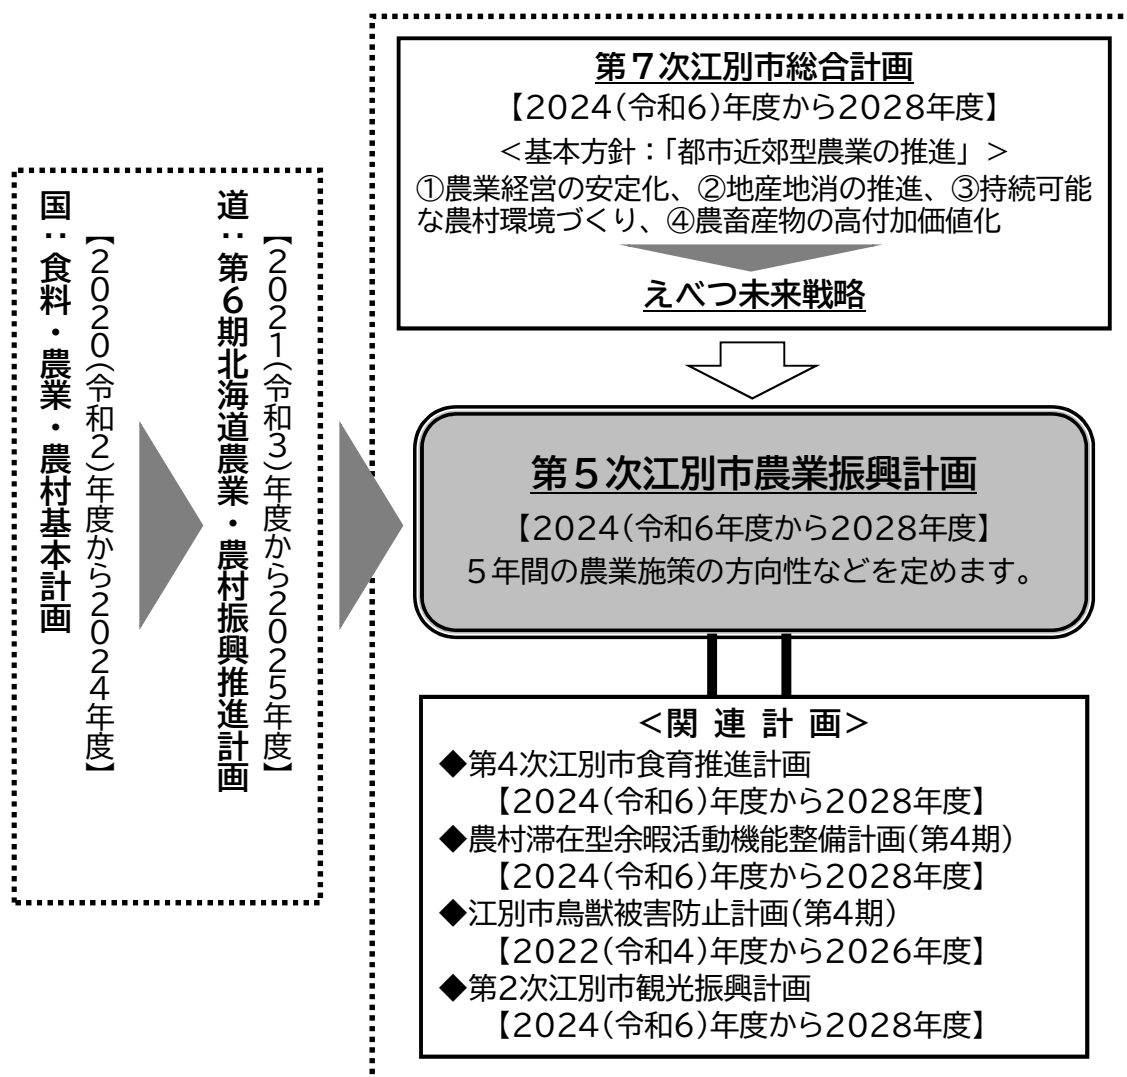 国：食料・農業・農村基本計画
【2020(令和2)年度から2024年度】
道：第６期北海道農業・農村振興推進計画
【2021(令和3)年度から2025年度】
第７次江別市総合計画
【2024(令和6)年度から2028年度】
＜基本方針：「都市近郊型農業の推進」＞
①農業経営の安定化、②地産地消の推進、③持続可能
な農村環境づくり、④農畜産物の高付加価値化
えべつ未来戦略
第５次江別市農業振興計画
【2024(令和6年度から2028年度】
５年間の農業施策の方向性などを定めます。
＜関 連 計 画＞
◆第4次江別市食育推進計画
【2024(令和6)年度から2028年度】
◆農村滞在型余暇活動機能整備計画(第4期)
【2024(令和6)年度から2028年度】
◆江別市鳥獣被害防止計画(第4期)
【2022(令和4)年度から2026年度】
◆第2次江別市観光振興計画
【2024(令和6)年度から2028年度】